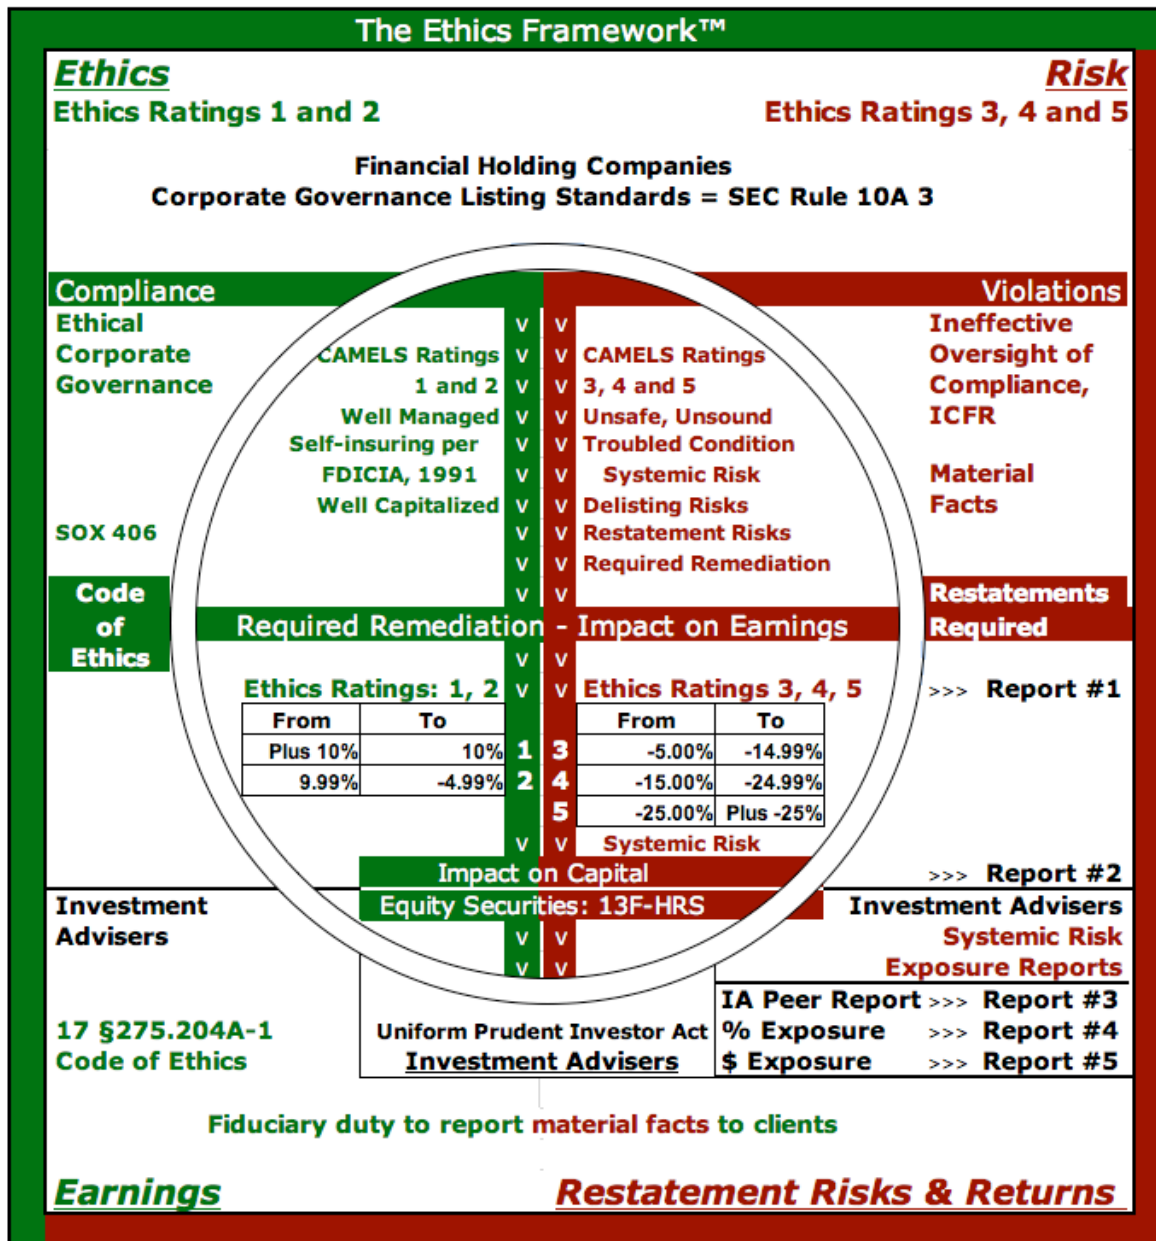 The Ethics Framework™
Ethics Risk
Ethics Ratings 1 and 2 Ethics Ratings 3, 4 and 5
Financial Holding Companies
Corporate Governance Listing Standards = SEC Rule 10A 3
Compliance Violations
Ethical v v Ineffective
Corporate CAMELS Ratings v v CAMELS Ratings Oversight of
Governance 1 and 2 v v 3, 4 and 5 Compliance,
Well Managed v v Unsafe, Unsound ICFR
Self-insuring per v v Troubled Condition
FDICIA, 1991 v v Systemic Risk Material
Well Capitalized v v Delisting Risks Facts
SOX 406 v v Restatement Risks
v v Required Remediation
Code v v Restatements
of Required Remediation - Impact on Earnings Required
Ethics v v
Ethics Ratings: 1, 2 v v Ethics Ratings 3, 4, 5 >>> Report #1
From To From To
Plus 10% 10% 1 3 -5.00% -14.99%
9.99% -4.99% 2 4 -15.00% -24.99%
5 -25.00% Plus -25%
v v Systemic Risk
Impact on Capital >>> Report #2
Investment Equity Securities: 13F-HRS Investment Advisers
Advisers v v Systemic Risk
v v Exposure Reports
IA Peer Report >>> Report #3
17 §275.204A-1 Uniform Prudent Investor Act % Exposure >>> Report #4
Code of Ethics Investment Advisers $ Exposure >>> Report #5
Fiduciary duty to report material facts to clients
Earnings Restatement Risks & Returns